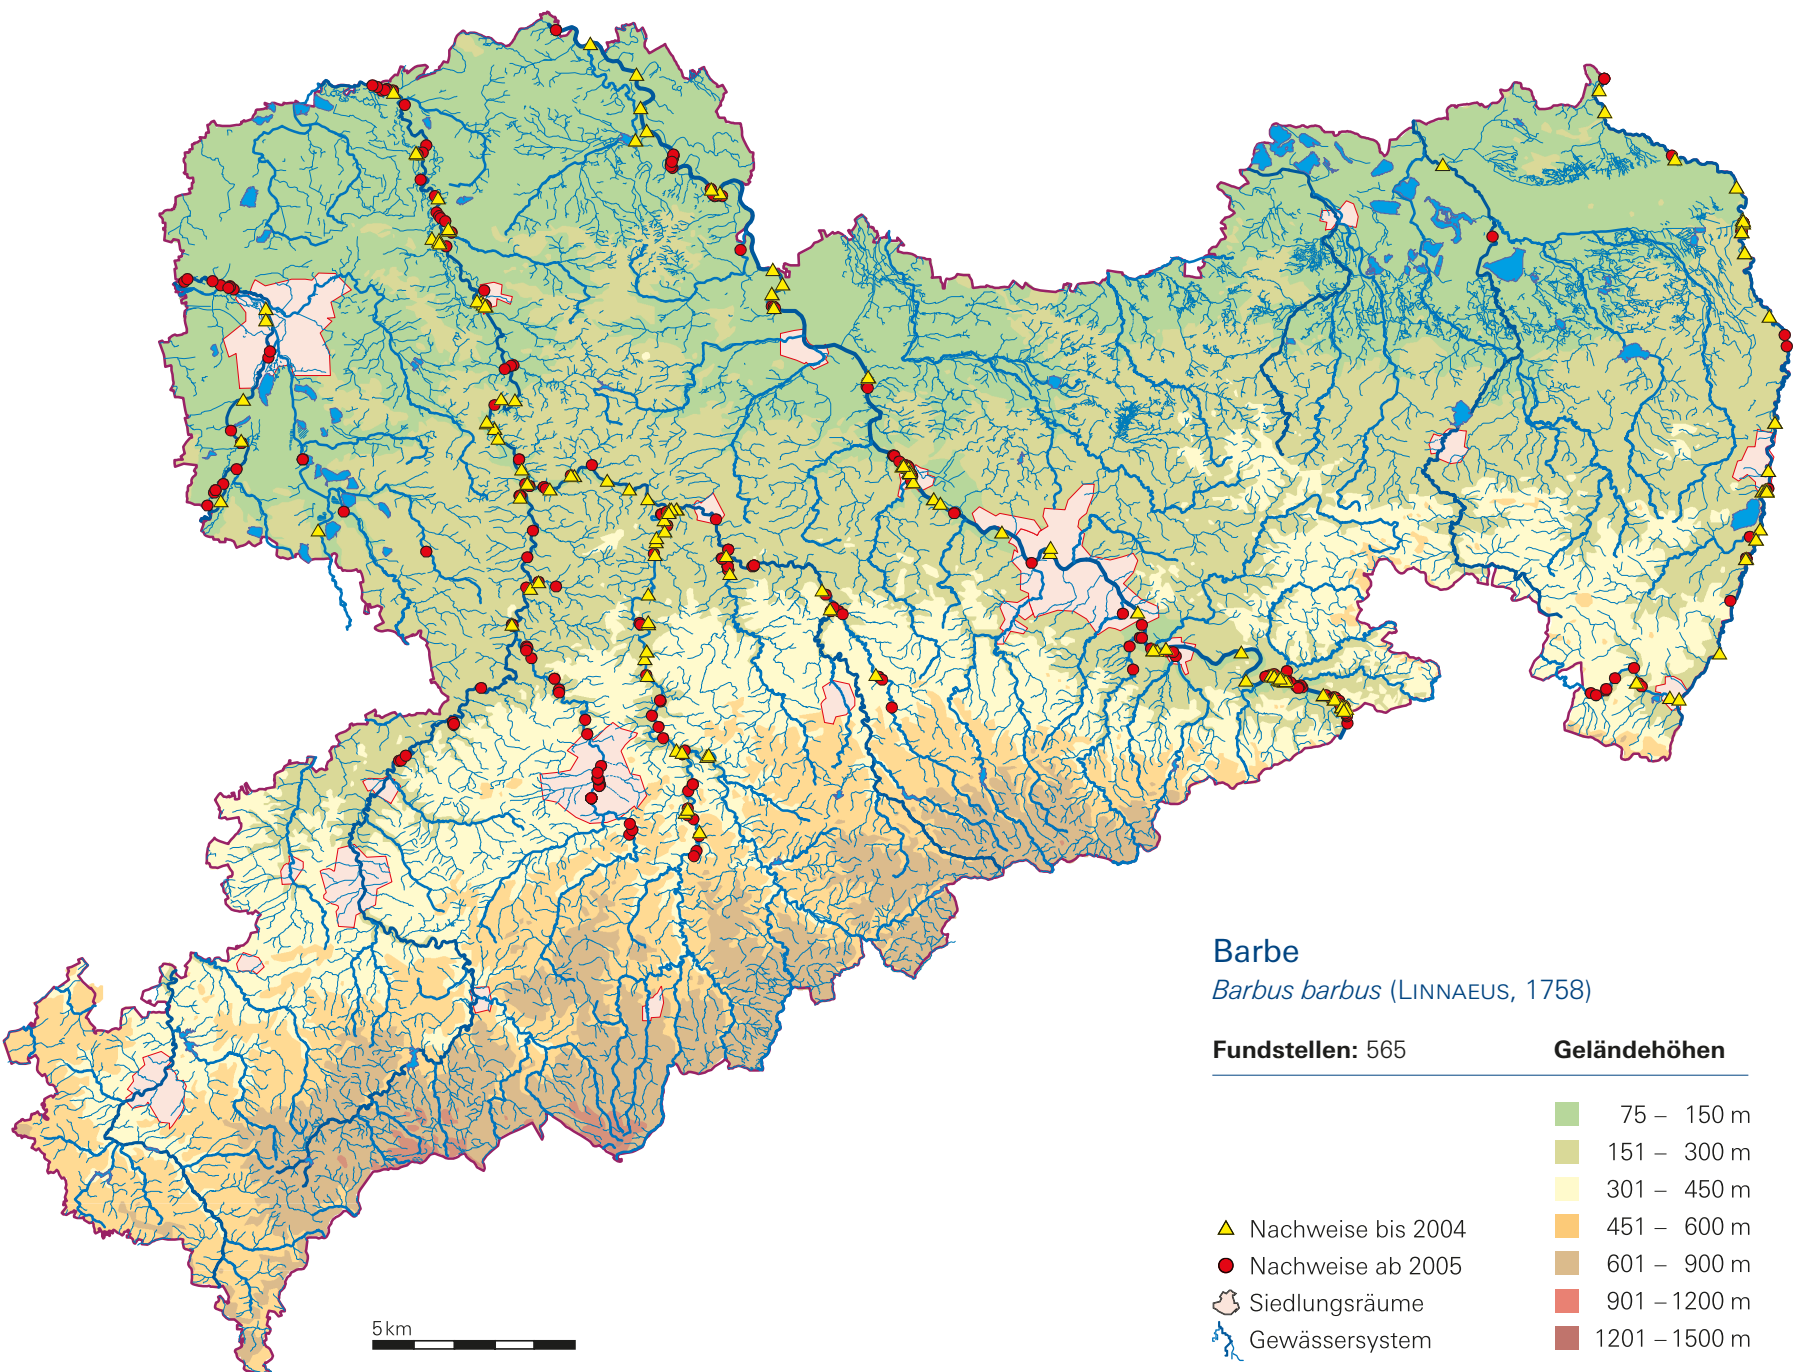 Barbe
Barbus barbus (LINNAEUS, 1758)
Fundstellen: 565
Geländehöhen
75 – 150 m
151 – 300 m
301 – 450 m
451 – 600 m
601 – 900 m
901 – 1200 m
1201 – 1500 m
Nachweise bis 2004
Nachweise ab 2005
Siedlungsräume
Gewässersystem
5 km